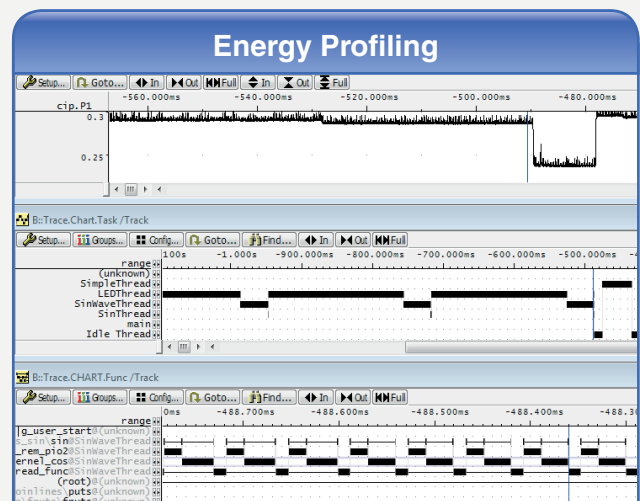 Energy Profiling
Setup... Goto... In Out Full In Out Full
-560.000ms -540.000ms -520.000ms -500.000ms -480.000ms
cip.P1
0.3
0.25
B::Trace.Chart.Task /Track
Setup... Groups... Config... Goto... Find... In Out Full
range 100s -1.000s -900.000ms -800.000ms -700.000ms -600.000ms -500.000ms
(unknown)
SimpleThread
LEDThread
SinWaveThread
SinThread
main
Idle Thread
B::Trace.CHART.Func /Track
Setup... Groups... Config... Goto... Find... In Out Full
range 0ms -488.700ms -488.600ms -488.500ms -488.400ms -488.30
g_user_start@(unknown)
s_sin\sin@SinWaveThread
_rem_pio2@SinWaveThread
ernel_cos@SinWaveThread
read_func@SinWaveThread
(root)@(unknown)
oinlines\puts@(unknown)